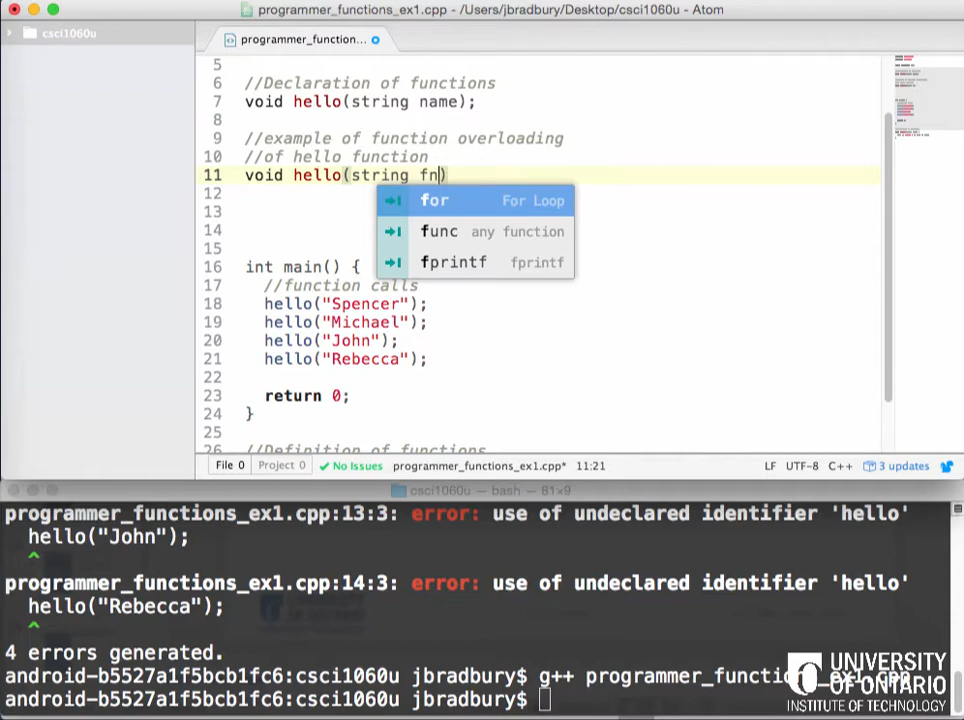 programmer_functions_ex1.cpp - /Users/jbradbury/Desktop/csci1060u - Atom
csci1060u
programmer_function...
5
6 //Declaration of functions
7 void hello(string name);
8
9 //example of function overloading
10 //of hello function
11 void hello(string fn)
12
for For Loop
13
func any function
14
fprintf fprintf
15
16 int main() {
17 //function calls
18 hello("Spencer");
19 hello("Michael");
20 hello("John");
21 hello("Rebecca");
22
23 return 0;
24 }
25
26 //Definition of functions
File 0 Project 0 No Issues programmer_functions_ex1.cpp* 11:21 LF UTF-8 C++ 3 updates
csci1060u — bash — 81×9
programmer_functions_ex1.cpp:13:3: error: use of undeclared identifier 'hello'
hello("John");
^
programmer_functions_ex1.cpp:14:3: error: use of undeclared identifier 'hello'
hello("Rebecca");
^
4 errors generated.
android-b5527a1f5bcb1fc6:csci1060u jbradbury$ g++ programmer_functions_ex1.cpp
android-b5527a1f5bcb1fc6:csci1060u jbradbury$
UNIVERSITY
OF ONTARIO
INSTITUTE OF TECHNOLOGY